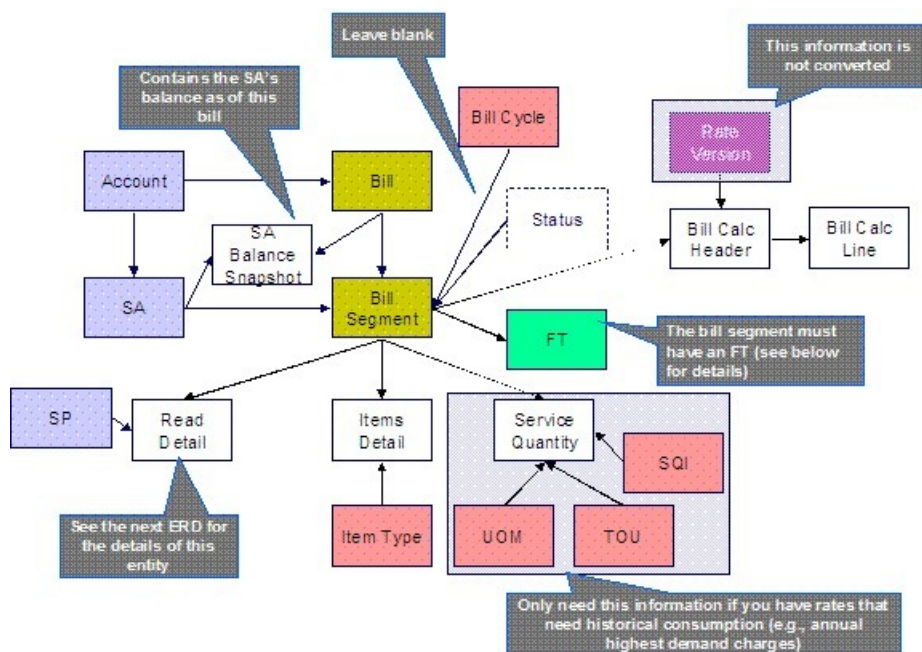 Leave blank
This information is
not converted
Contains the SA's
balance as of this
bill
Bill Cycle
Rate
Version
Account
Bill
Status
SA
Balance
Snapshot
Bill Calc
Header
Bill Calc
Line
SA
Bill
Segment
FT
The bill segment must
have an FT (see below
for details)
SP
Read
Detail
Items
Detail
Service
Quantity
SQI
See the next ERD for
the details of this
entity
Item Type
UOM
TOU
Only need this information if you have rates that
need historical consumption (e.g., annual
highest demand charges)